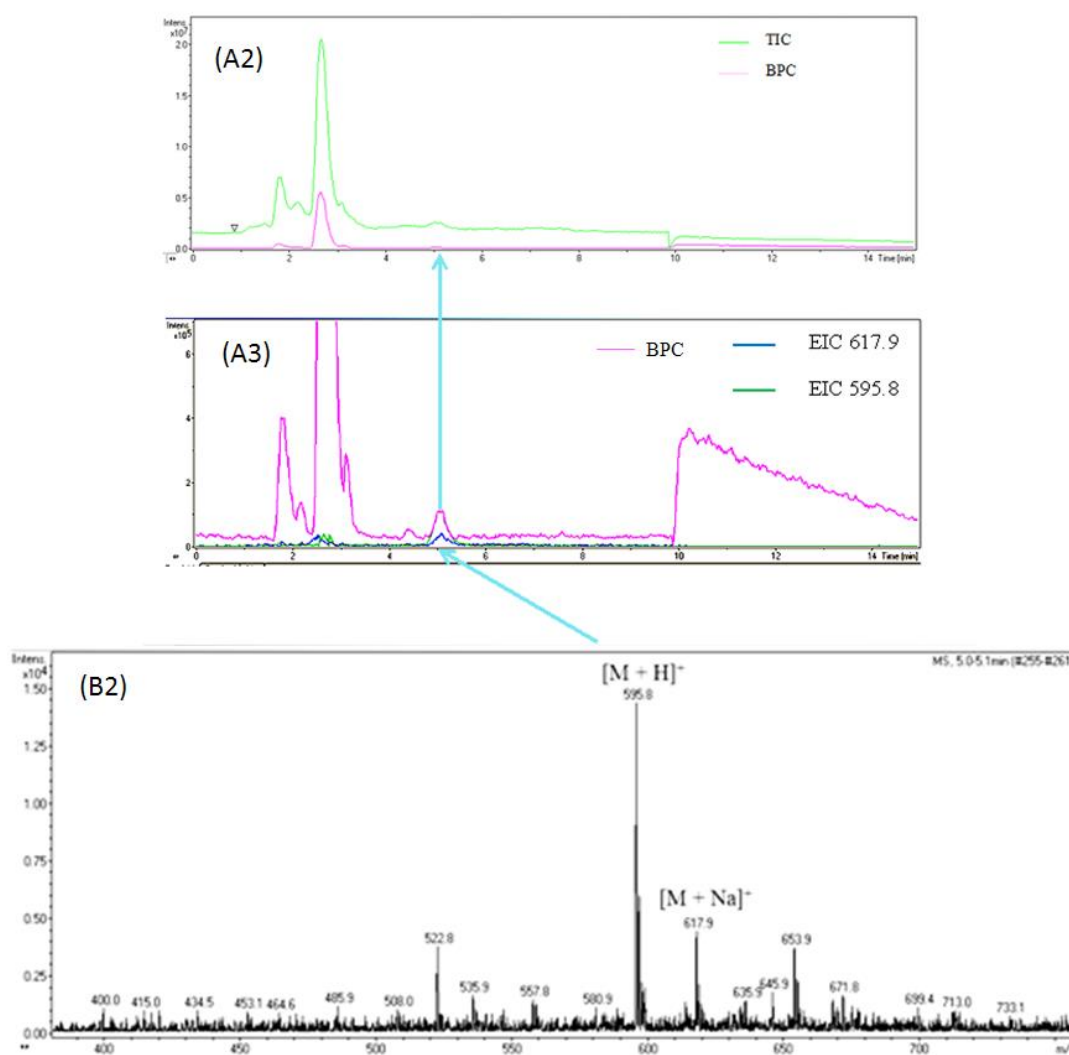 Intens.
x10⁷
2.0
1.5
1.0
0.5
0.0
(A2)
TIC
BPC
0 2 4 6 8 10 12 14 Time [min]
Intens.
x10⁵
6
4
2
0
(A3)
BPC
EIC 617.9
EIC 595.8
0 2 4 6 8 10 12 14 Time [min]
Intens.
x10⁴
1.50
1.25
1.00
0.75
0.50
0.25
0.00
(B2)
MS, 5.0-5.1min (#255-#261
[M + H]⁺
595.8
[M + Na]⁺
617.9
522.8
653.9
400.0 415.0 434.5 453.1 464.6 485.9 508.0 535.9 557.8 580.9 635.9 645.9 671.8 699.4 713.0 733.1
400 450 500 550 600 650 700